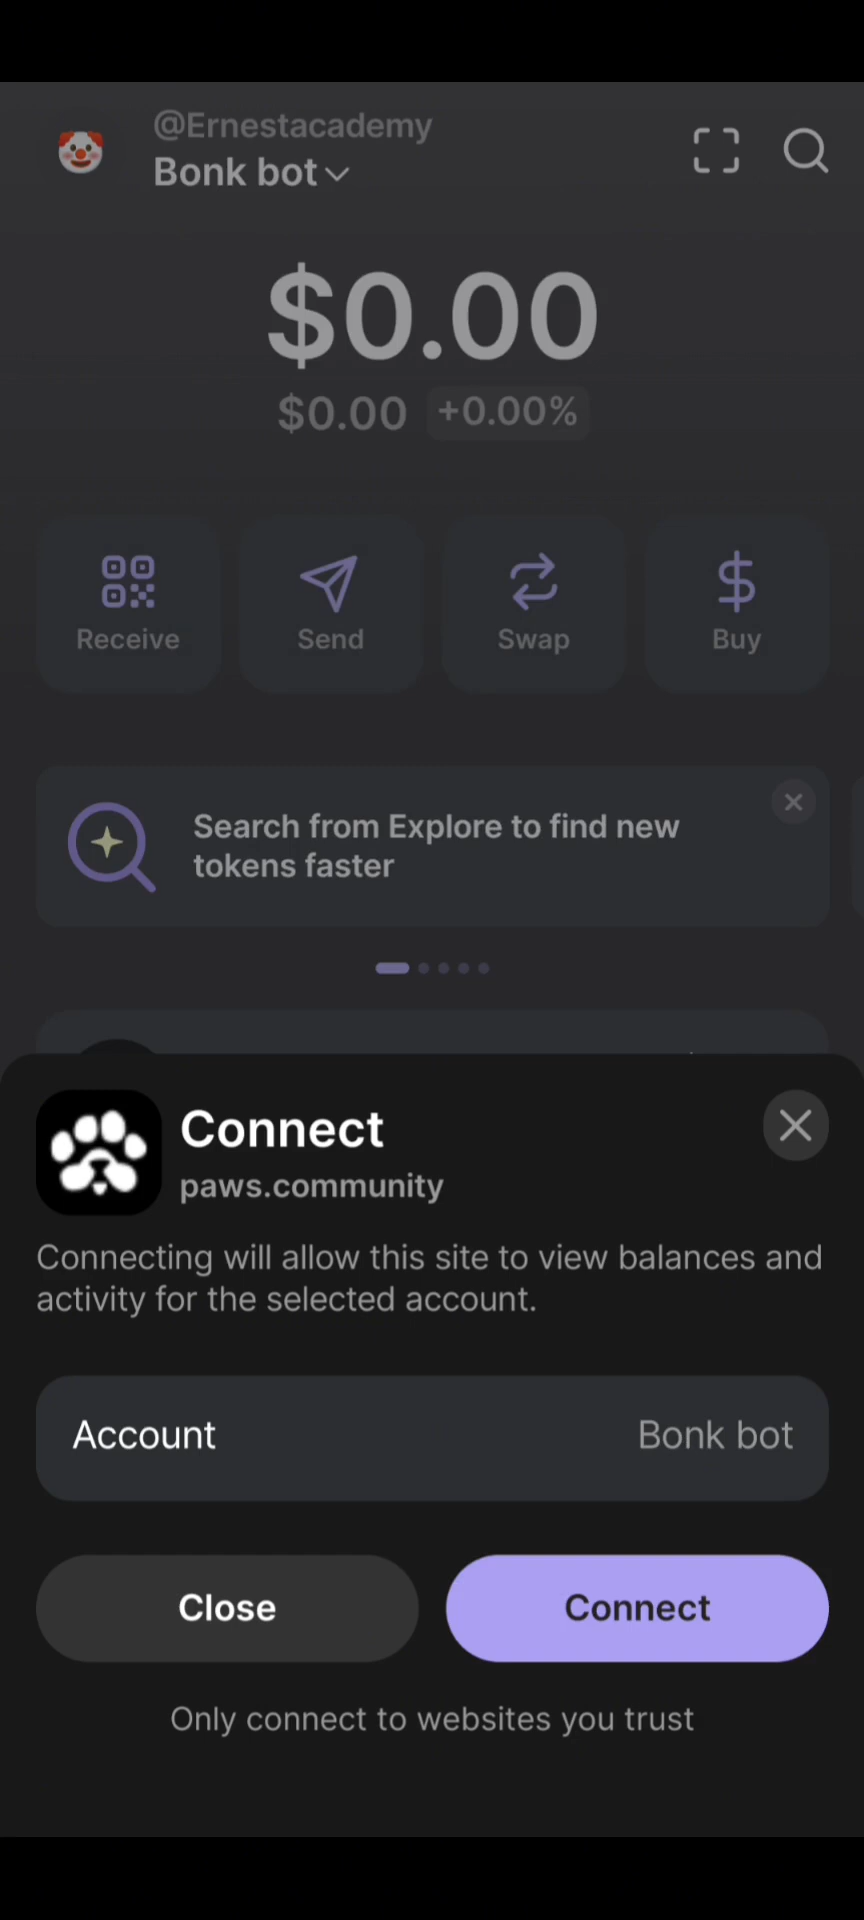 @Ernestacademy
Bonk bot
$0.00
$0.00 +0.00%
Receive Send Swap Buy
Search from Explore to find new
tokens faster
Connect
paws.community
Connecting will allow this site to view balances and
activity for the selected account.
Account Bonk bot
Close Connect
Only connect to websites you trust